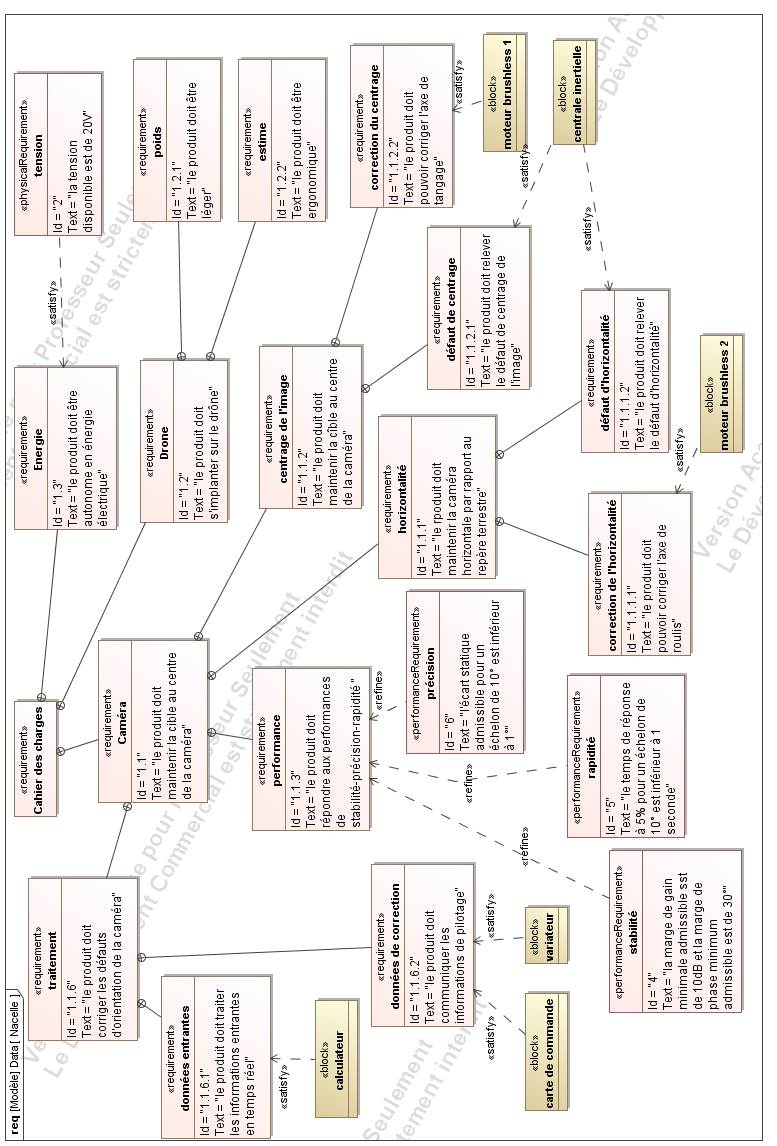 req [Modèle] Data [ Nacelle ]
«requirement»
traitement
Id = "1.1.6"
Text = "le produit doit
corriger les défauts
d'orientation de la caméra"
«requirement»
Cahier des charges
«requirement»
Energie
Id = "1.3"
Text = "le produit doit être
autonome en énergie
électrique"
«satisfy»
«physicalRequirement»
tension
Id = "2"
Text = "la tension
disponible est de 20V"
«requirement»
Caméra
Id = "1.1"
Text = "le produit doit
maintenir la cible au centre
de la caméra"
«requirement»
Drone
Id = "1.2"
Text = "le produit doit
s'implanter sur le drône"
«requirement»
poids
Id = "1.2.1"
Text = "le produit doit être
léger"
«requirement»
estime
Id = "1.2.2"
Text = "le produit doit être
ergonomique"
«requirement»
données entrantes
Id = "1.1.6.1"
Text = "le produit doit traiter
les informations entrantes
en temps réel"
«satisfy»
«block»
calculateur
«requirement»
performance
Id = "1.1.3"
Text = "le produit doit
répondre aux performances
de
stabilité-précision-rapidité "
«requirement»
centrage de l'image
Id = "1.1.2"
Text = "le produit doit
maintenir la cîble au centre
de la caméra"
«requirement»
correction du centrage
Id = "1.1.2.2"
Text = "le produit doit
pouvoir corriger l'axe de
tangage"
«satisfy»
«block»
moteur brushless 1
«requirement»
données de correction
Id = "1.1.6.2"
Text = "le produit doit
communiquer les
informations de pilotage"
«satisfy»
«satisfy»
«block»
carte de commande
«block»
variateur
«refine»
«performanceRequirement»
précision
Id = "6"
Text = "l'écart statique
admissible pour un
échelon de 10° est inférieur
à 1°"
«requirement»
horizontalité
Id = "1.1.1"
Text = "le rpoduit doit
maintenir la caméra
horizontale par rapport au
repère terrestre"
«requirement»
défaut de centrage
Id = "1.1.2.1"
Text = "le produit doit relever
le défaut de centrage de
l'image"
«satisfy»
«block»
centrale inertielle
«satisfy»
«refine»
«refine»
«performanceRequirement»
rapidité
Id = "5"
Text = "le temps de réponse
à 5% pour un échelon de
10° est inférieur à 1
seconde"
«performanceRequirement»
stabilité
Id = "4"
Text = "la marge de gain
minimale admissible sst
de 10dB et la marge de
phase minimum
admissible est de 30°"
«requirement»
correction de l'horizontalité
Id = "1.1.1.1"
Text = "le produit doit
pouvoir corriger l'axe de
roulis"
«requirement»
défaut d'horizontalité
Id = "1.1.1.2"
Text = "le produit doit relever
le défaut d'horizontalité"
«satisfy»
«block»
moteur brushless 2